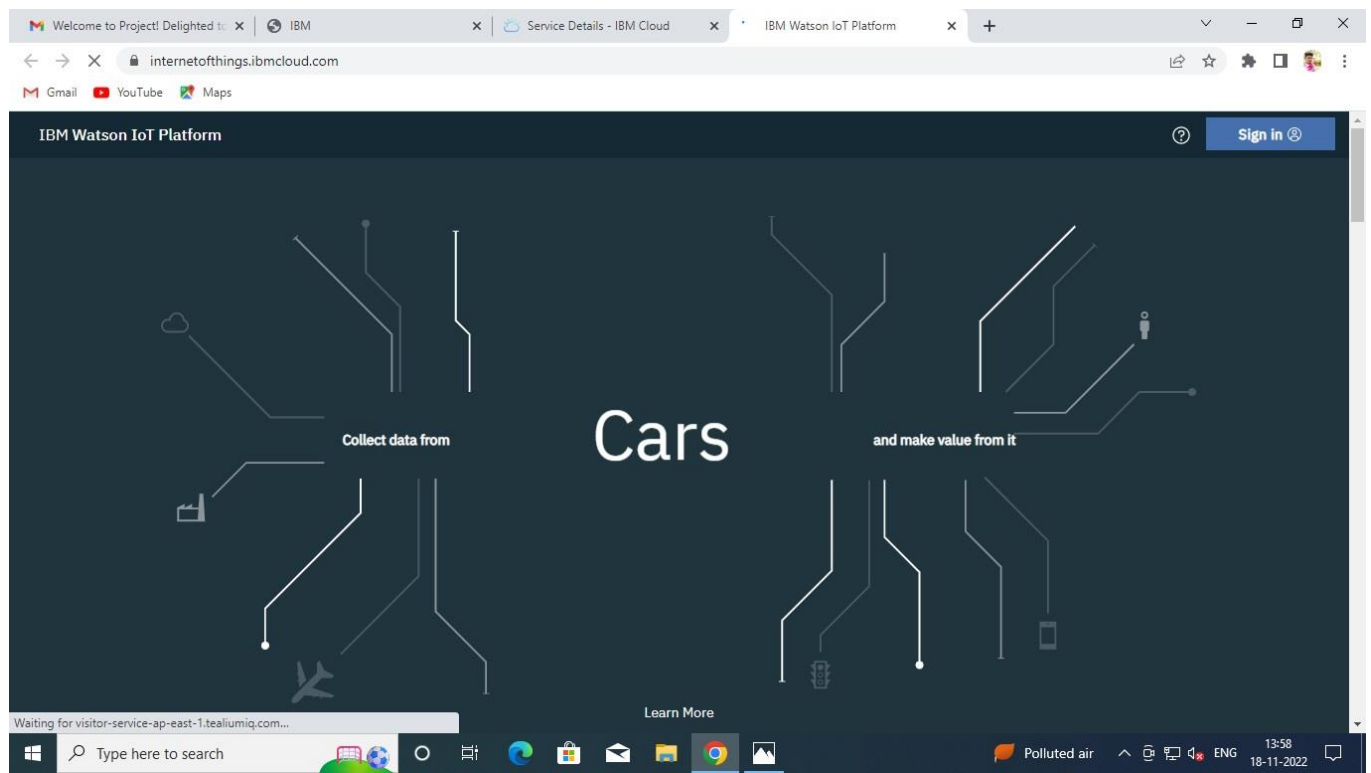 Welcome to Project! Delighted to
IBM
Service Details - IBM Cloud
IBM Watson IoT Platform
internetofthings.ibmcloud.com
Gmail
YouTube
Maps
IBM Watson IoT Platform
Sign in
Collect data from
Cars
and make value from it
Learn More
Waiting for visitor-service-ap-east-1.tealiumiq.com...
Type here to search
Polluted air
ENG
13:58
18-11-2022